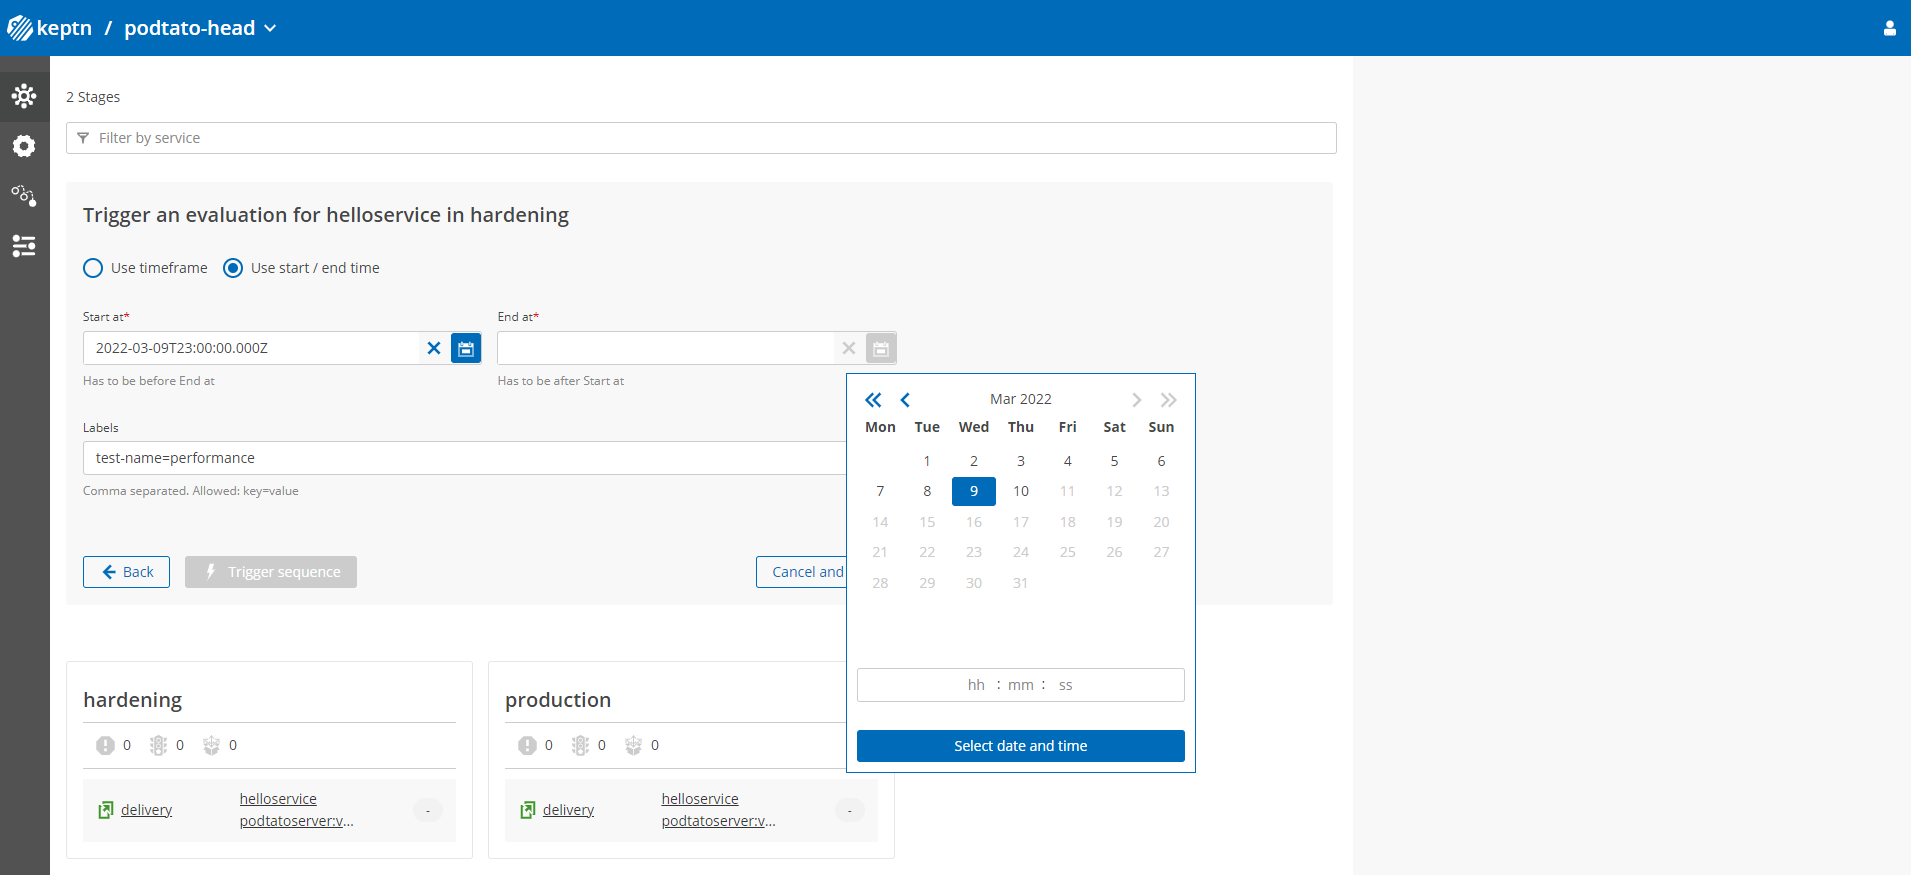 keptn / podtato-head
2 Stages
Filter by service
Trigger an evaluation for helloservice in hardening
Use timeframe Use start / end time
Start at* End at*
2022-03-09T23:00:00.000Z
Has to be before End at Has to be after Start at
Labels
test-name=performance
Comma separated. Allowed: key=value
Back Trigger sequence Cancel and
Mar 2022
Mon Tue Wed Thu Fri Sat Sun
1 2 3 4 5 6
7 8 9 10 11 12 13
14 15 16 17 18 19 20
21 22 23 24 25 26 27
28 29 30 31
hh : mm : ss
Select date and time
hardening
0 0 0
delivery
helloservice
podtatoserver:v...
-
production
0 0 0
delivery
helloservice
podtatoserver:v...
-